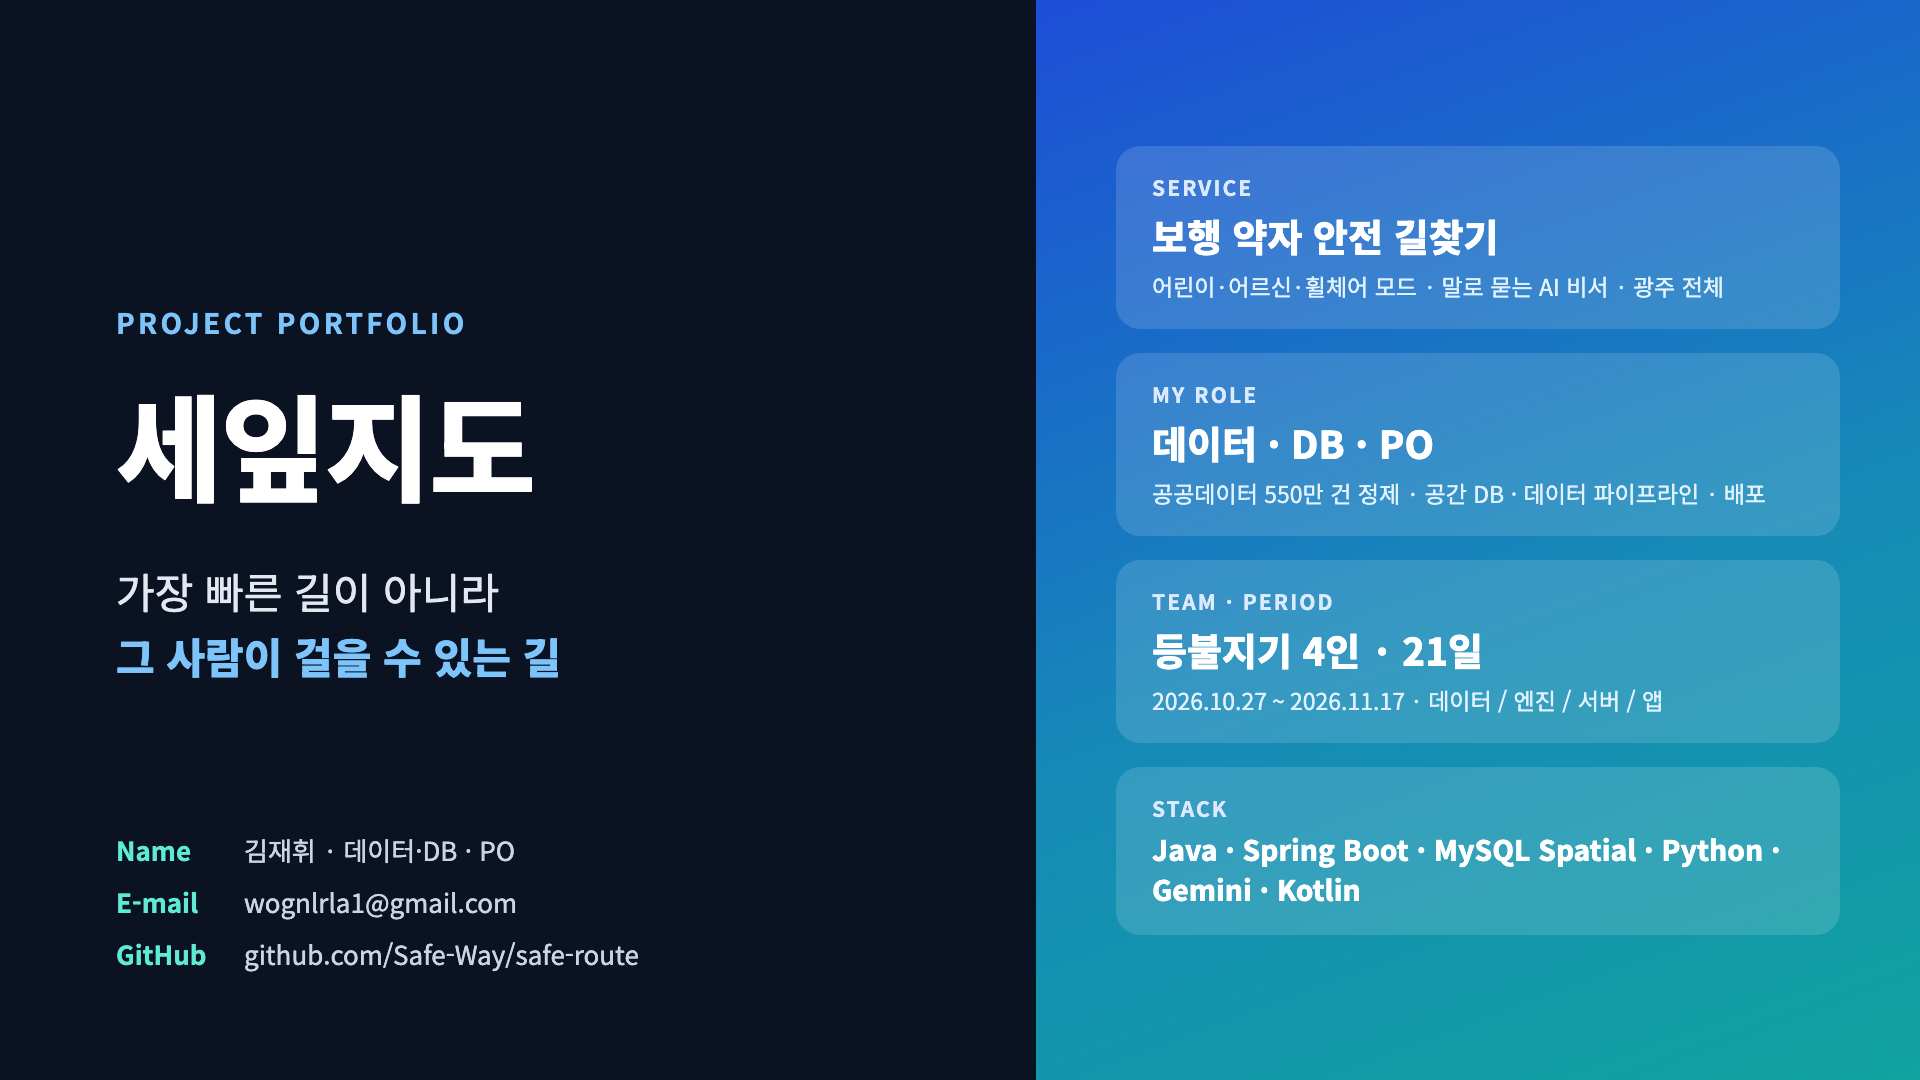 PROJECT PORTFOLIO
세잎지도
가장 빠른 길이 아니라
그 사람이 걸을 수 있는 길
Name 김재휘 · 데이터·DB · PO
E-mail wognlrla1@gmail.com
GitHub github.com/Safe-Way/safe-route
SERVICE
보행 약자 안전 길찾기
어린이·어르신·휠체어 모드 · 말로 묻는 AI 비서 · 광주 전체
MY ROLE
데이터 · DB · PO
공공데이터 550만 건 정제 · 공간 DB · 데이터 파이프라인 · 배포
TEAM · PERIOD
등불지기 4인 · 21일
2026.10.27 ~ 2026.11.17 · 데이터 / 엔진 / 서버 / 앱
STACK
Java · Spring Boot · MySQL Spatial · Python ·
Gemini · Kotlin